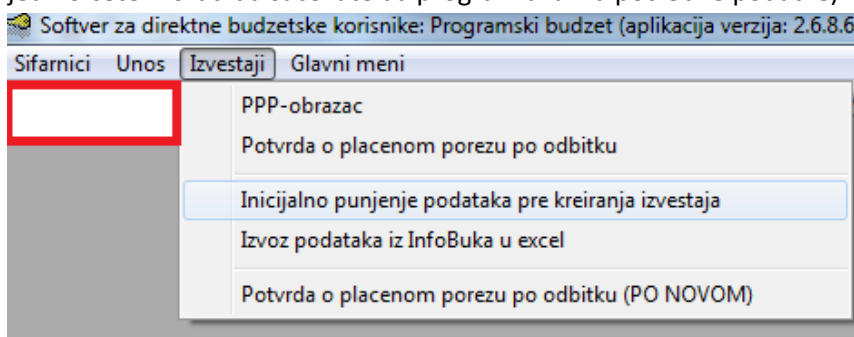 Softver za direktne budzetske korisnike: Programski budzet (aplikacija verzija: 2.6.8.6
Sifarnici Unos Izvestaji Glavni meni
PPP-obrazac
Potvrda o placenom porezu po odbitku
Inicijalno punjenje podataka pre kreiranja izvestaja
Izvoz podataka iz InfoBuka u excel
Potvrda o placenom porezu po odbitku (PO NOVOM)